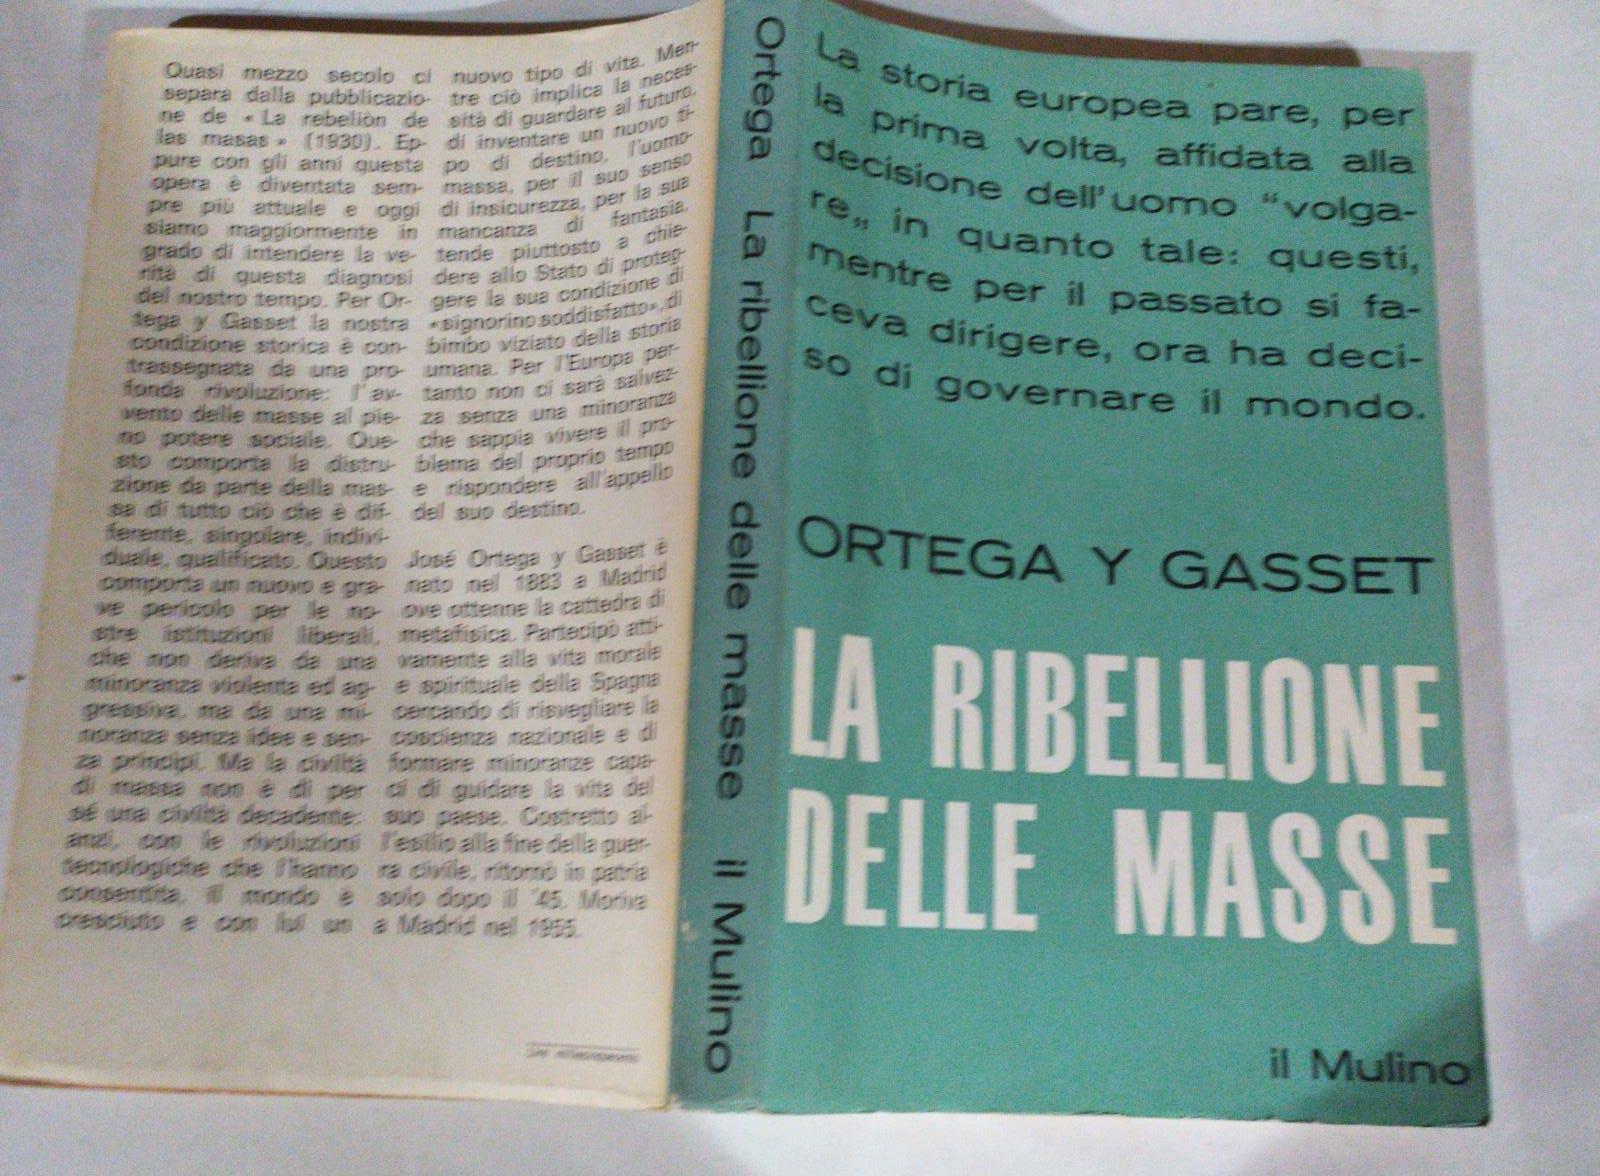 Quasi mezzo secolo ci
separa dalla pubblicazio-
ne de « La rebeliòn de
las masas » (1930). Ep-
pure con gli anni questa
opera è diventata sem-
pre più attuale e oggi
siamo maggiormente in
grado di intendere la ve-
rità di questa diagnosi
del nostro tempo. Per Or-
tega y Gasset la nostra
condizione storica è con-
trassegnata da una pro-
fonda rivoluzione: l'av-
vento delle masse al pie-
no potere sociale. Que-
sto comporta la distru-
zione da parte della mas-
sa di tutto ciò che è dif-
ferente, singolare, indivi-
duale, qualificato. Questo
comporta un nuovo e gra-
ve pericolo per le no-
stre istituzioni liberali,
che non deriva da una
minoranza violenta ed ag-
gressiva, ma da una mi-
noranza senza idee e sen-
za principi. Ma la civiltà
di massa non è di per
sé una civiltà decadente:
anzi, con le rivoluzioni
tecnologiche che l'hanno
consentita, il mondo è
cresciuto e con lui un
nuovo tipo di vita. Men-
tre ciò implica la neces-
sità di guardare al futuro,
di inventare un nuovo ti-
po di destino, l'uomo-
massa, per il suo senso
di insicurezza, per la sua
mancanza di fantasia,
tende piuttosto a chie-
dere allo Stato di proteg-
gere la sua condizione di
«signorino soddisfatto», di
bimbo viziato della storia
umana. Per l'Europa per-
tanto non ci sarà salvez-
za senza una minoranza
che sappia vivere il pro-
blema del proprio tempo
e rispondere all'appello
del suo destino.
José Ortega y Gasset è
nato nel 1883 a Madrid
ove ottenne la cattedra di
metafisica. Partecipò atti-
vamente alla vita morale
e spirituale della Spagna
cercando di risvegliare la
coscienza nazionale e di
formare minoranze capa-
ci di guidare la vita del
suo paese. Costretto al-
l'esilio alla fine della guer-
ra civile, ritornò in patria
solo dopo il '45. Moriva
a Madrid nel 1955.
Ortega La ribellione delle masse il Mulino
La storia europea pare, per
la prima volta, affidata alla
decisione dell'uomo “volga-
re„ in quanto tale: questi,
mentre per il passato si fa-
ceva dirigere, ora ha deci-
so di governare il mondo.
ORTEGA Y GASSET
LA RIBELLIONE
DELLE MASSE
il Mulino